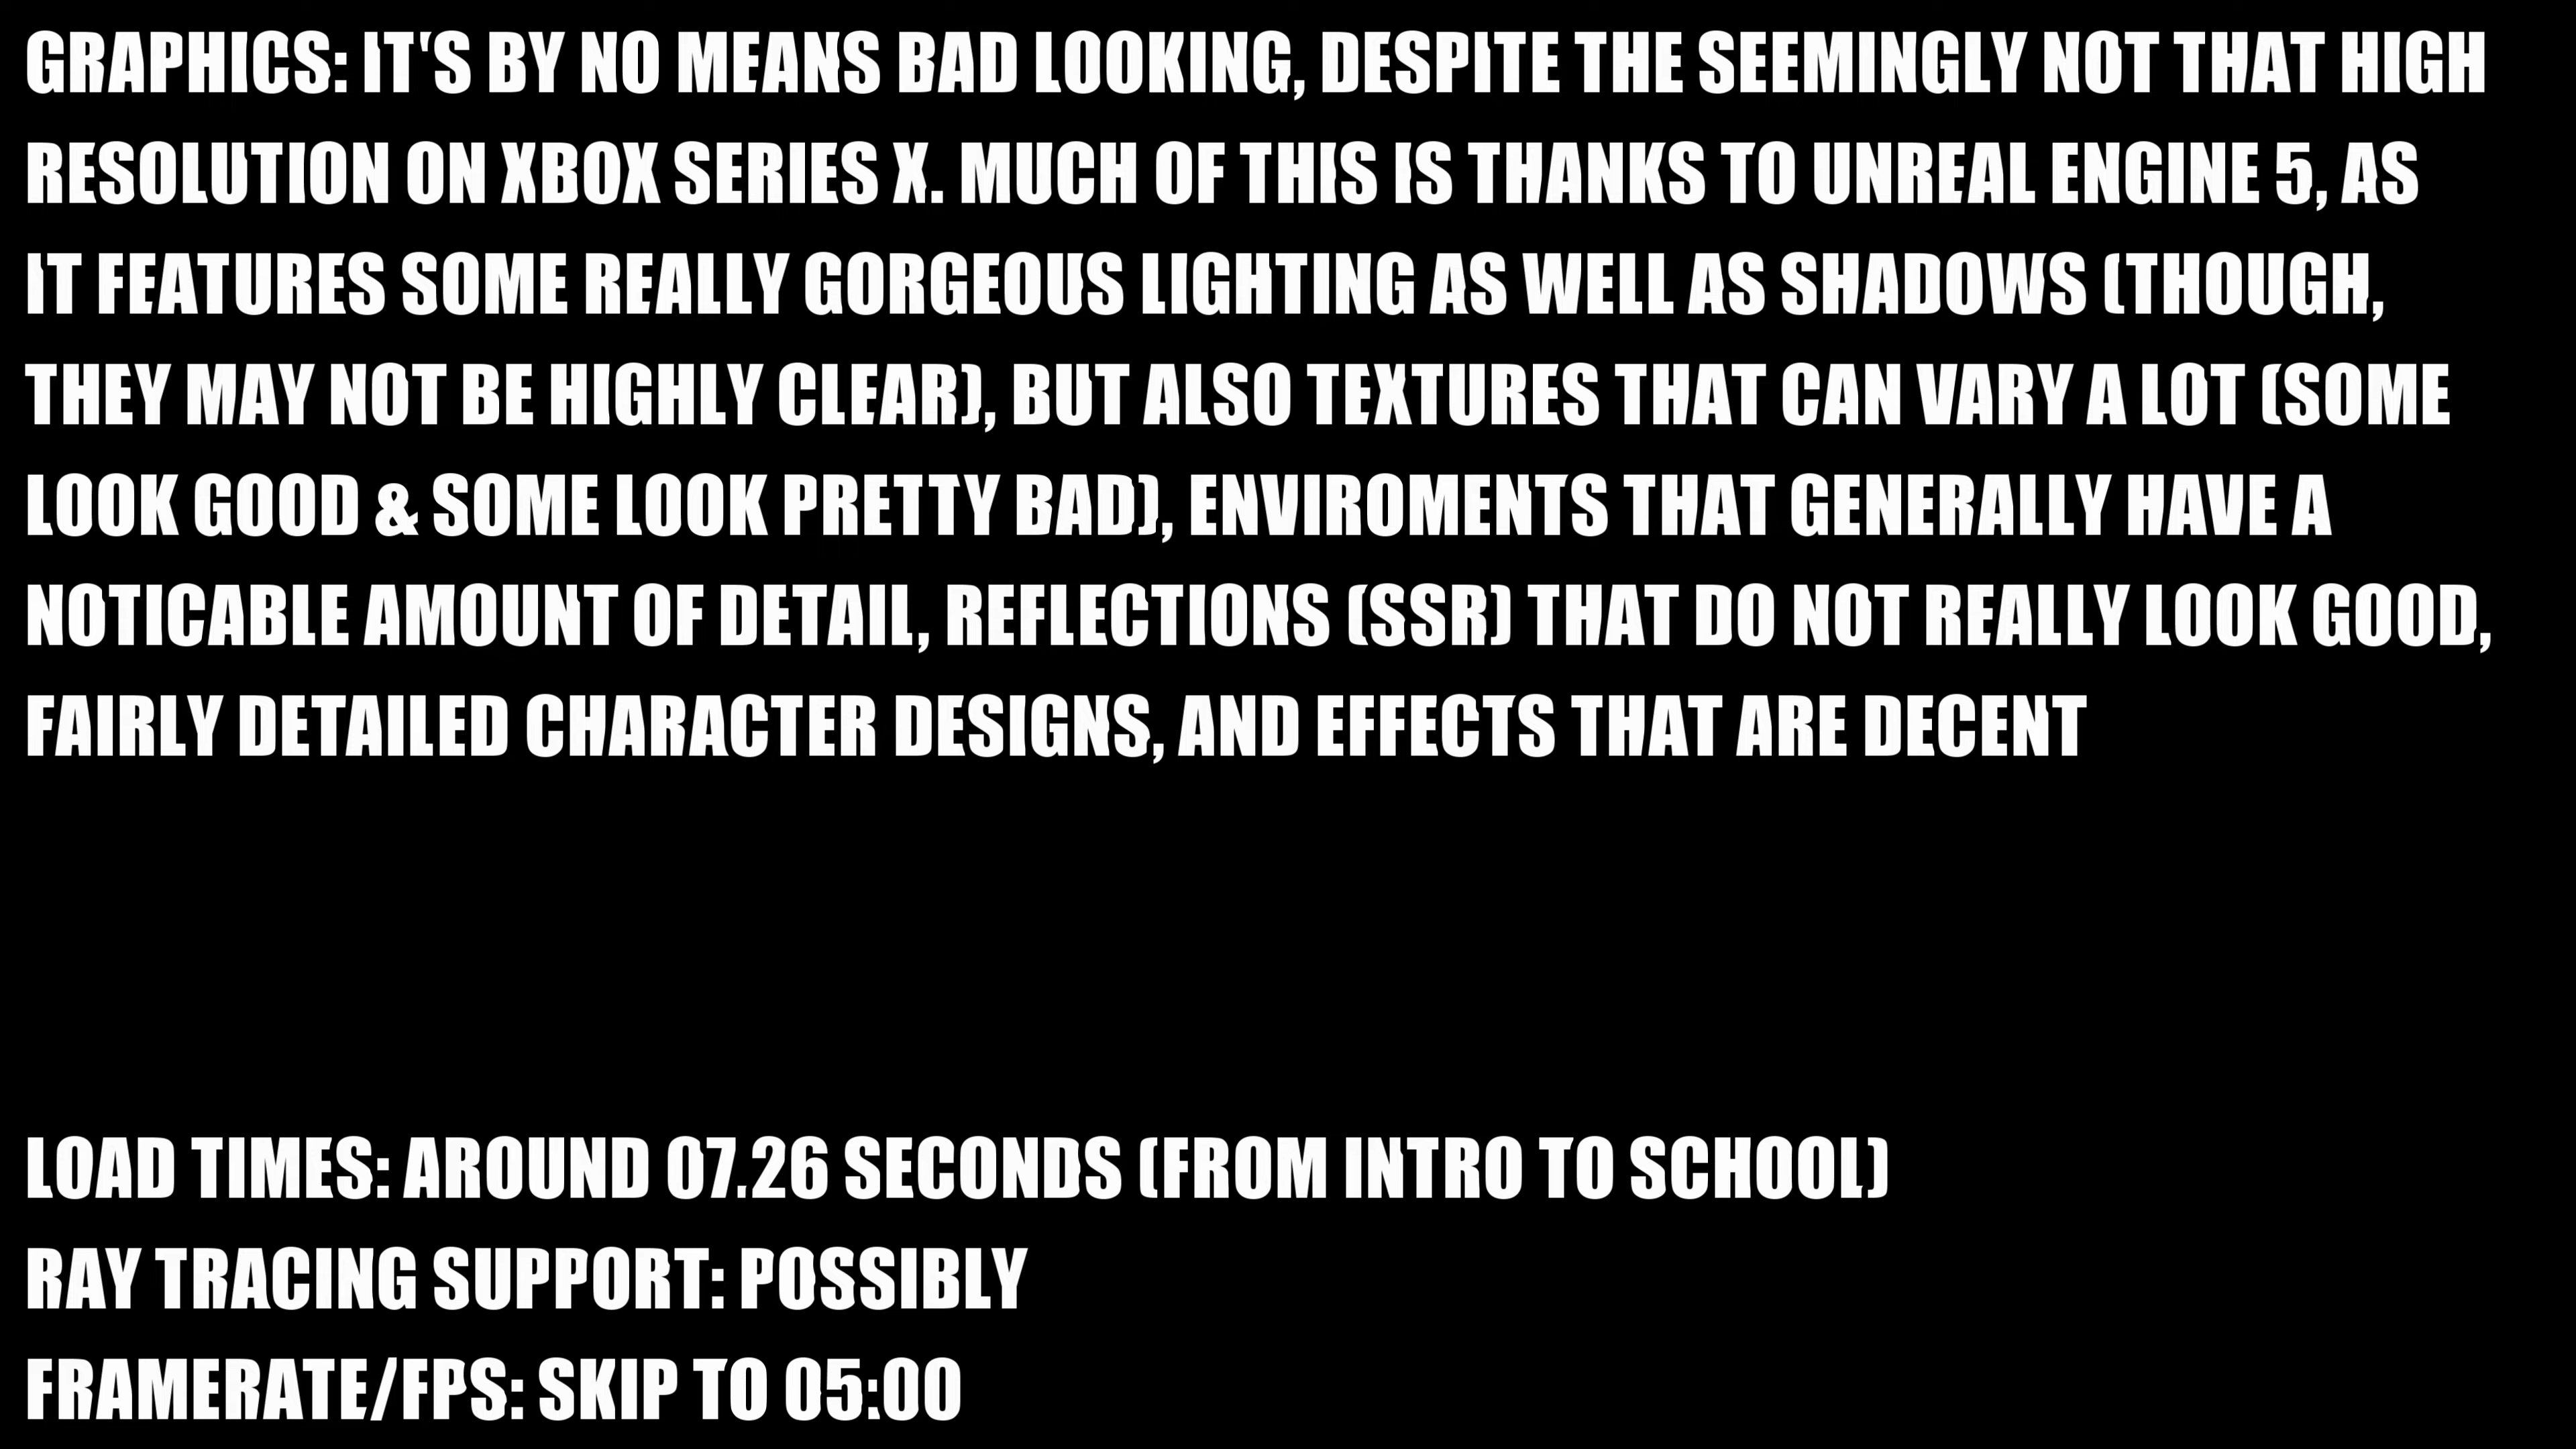 GRAPHICS: IT'S BY NO MEANS BAD LOOKING, DESPITE THE SEEMINGLY NOT THAT HIGH
RESOLUTION ON XBOX SERIES X. MUCH OF THIS IS THANKS TO UNREAL ENGINE 5, AS
IT FEATURES SOME REALLY GORGEOUS LIGHTING AS WELL AS SHADOWS (THOUGH,
THEY MAY NOT BE HIGHLY CLEAR), BUT ALSO TEXTURES THAT CAN VARY A LOT (SOME
LOOK GOOD & SOME LOOK PRETTY BAD), ENVIROMENTS THAT GENERALLY HAVE A
NOTICABLE AMOUNT OF DETAIL, REFLECTIONS (SSR) THAT DO NOT REALLY LOOK GOOD,
FAIRLY DETAILED CHARACTER DESIGNS, AND EFFECTS THAT ARE DECENT
LOAD TIMES: AROUND 07.26 SECONDS (FROM INTRO TO SCHOOL)
RAY TRACING SUPPORT: POSSIBLY
FRAMERATE/FPS: SKIP TO 05:00